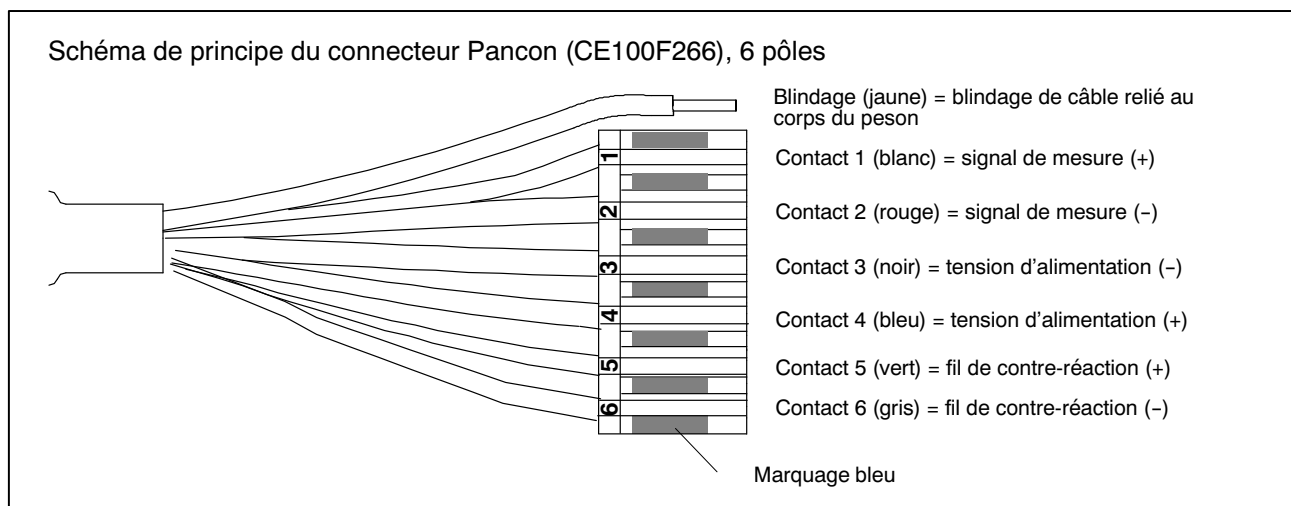 Schéma de principe du connecteur Pancon (CE100F266), 6 pôles
Blindage (jaune) = blindage de câble relié au
corps du peson
1
Contact 1 (blanc) = signal de mesure (+)
2
Contact 2 (rouge) = signal de mesure (–)
3
Contact 3 (noir) = tension d’alimentation (–)
4
Contact 4 (bleu) = tension d’alimentation (+)
5
Contact 5 (vert) = fil de contre-réaction (+)
6
Contact 6 (gris) = fil de contre-réaction (–)
Marquage bleu